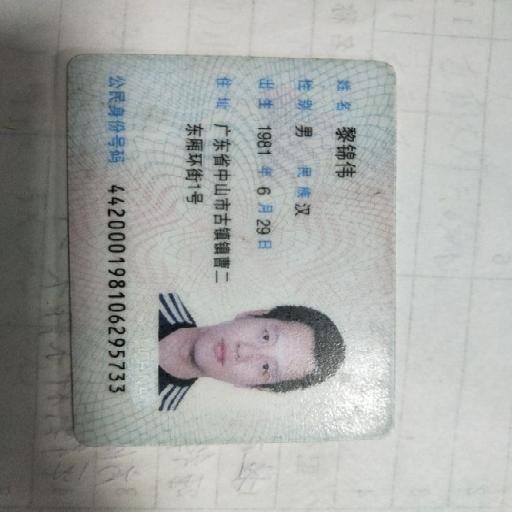 姓名 黎锦伟
性别 男 民族 汉
出生 1981 年 6 月 29 日
住址 广东省中山市古镇镇曹二
东厢环街1号
公民身份号码 442000198106295733